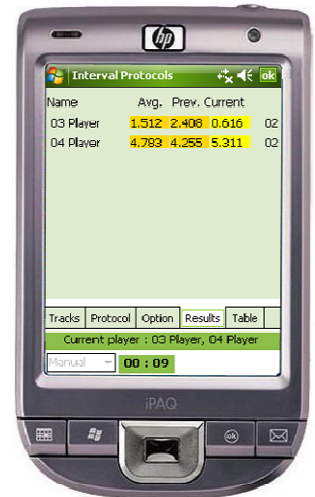 hp
Interval Protocols ok
Name Avg. Prev. Current
03 Player 1.512 2.408 0.616 02
04 Player 4.783 4.255 5.311 02
Tracks Protocol Option Results Table
Current player : 03 Player, 04 Player
Manual 00 : 09
iPAQ
ok